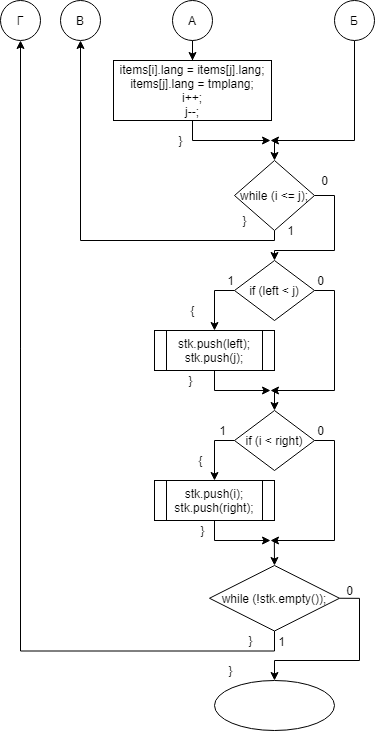 Г
В
А
Б
items[i].lang = items[j].lang;
items[j].lang = tmplang;
i++;
j--;
}
while (i <= j);
0
}
1
if (left < j)
1
0
{
stk.push(left);
stk.push(j);
}
if (i < right)
1
0
{
stk.push(i);
stk.push(right);
}
while (!stk.empty());
0
}
1
}